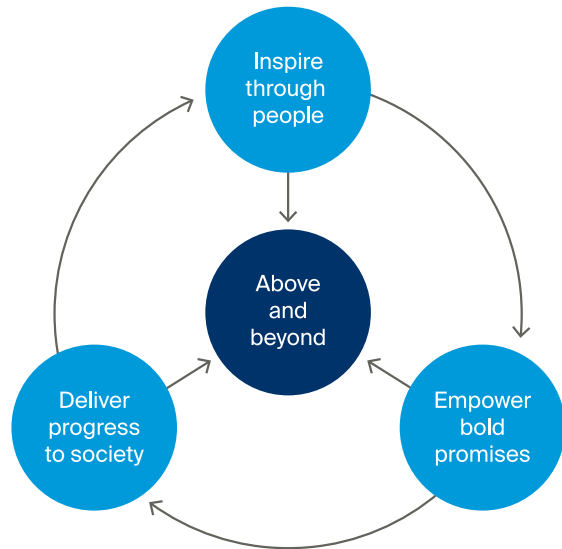 Inspire
through
people
Above
and
beyond
Deliver
progress
to society
Empower
bold
promises